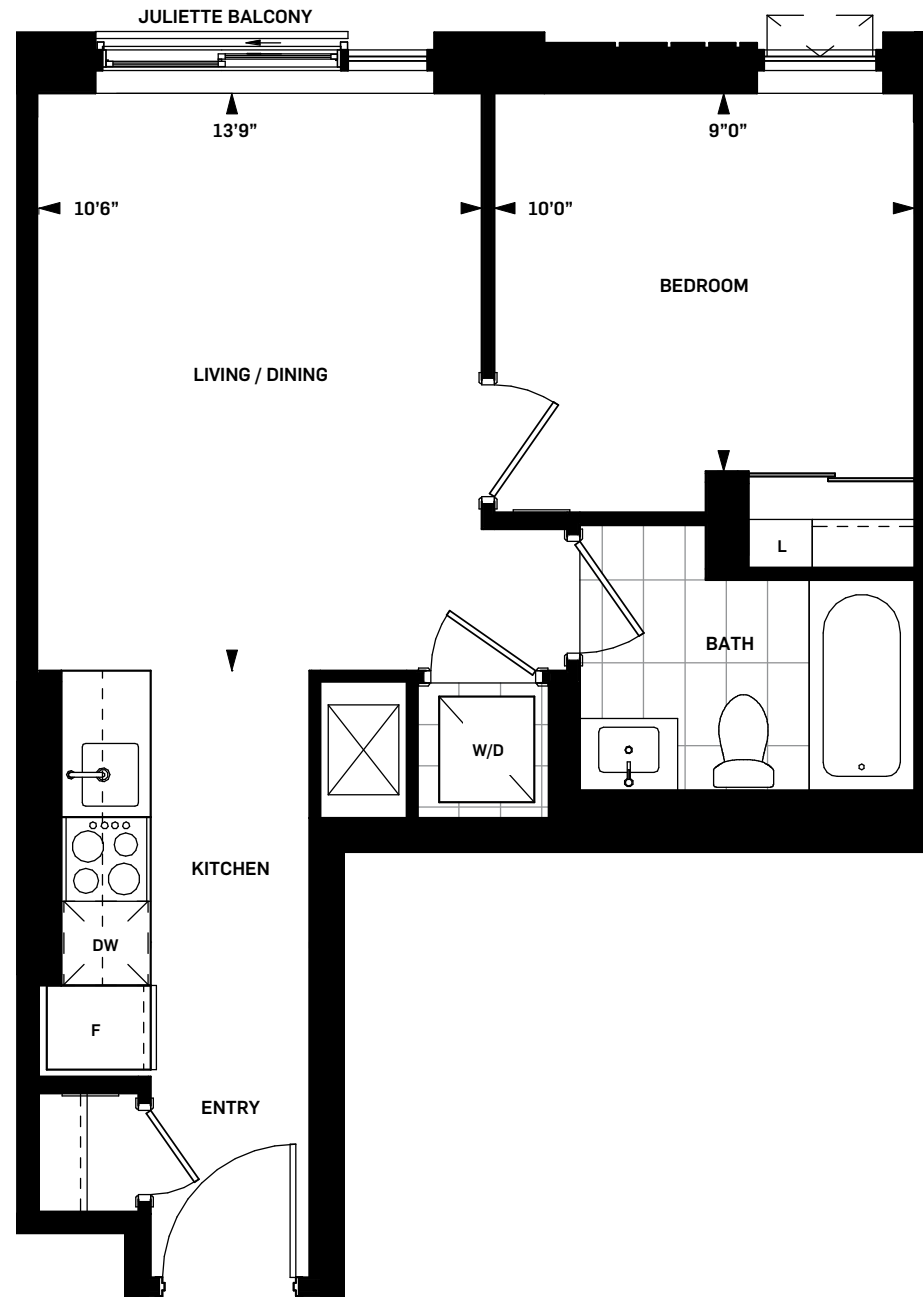 JULIETTE BALCONY
13’9”
9”0”
10’6”
10’0”
BEDROOM
LIVING / DINING
L
BATH
W/D
KITCHEN
DW
F
ENTRY